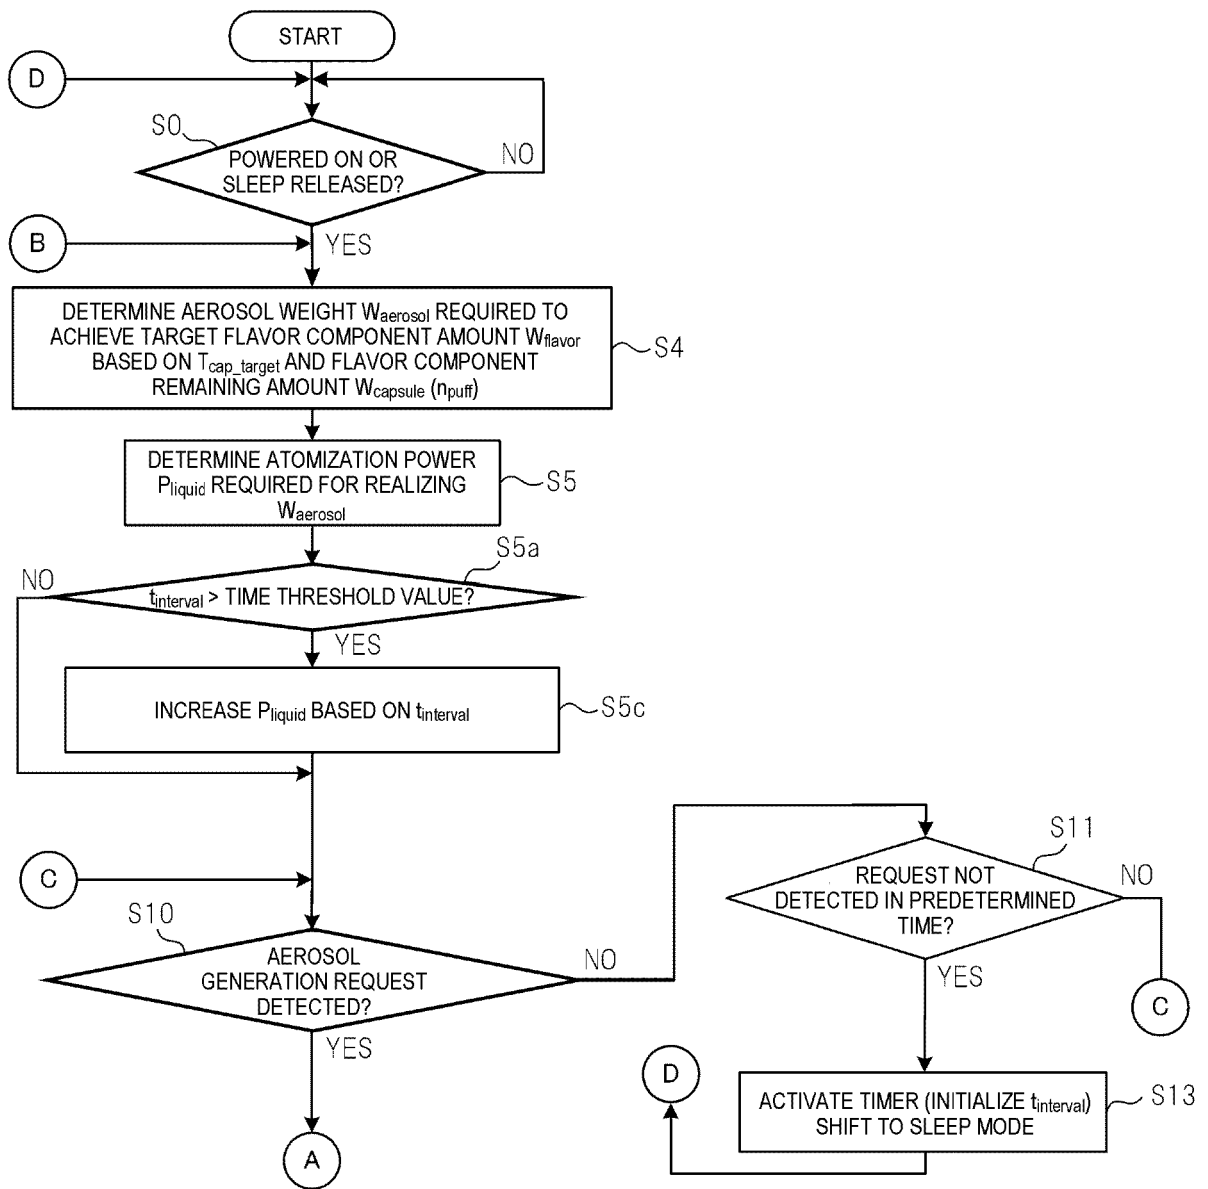 START
D
S0
POWERED ON OR
SLEEP RELEASED?
NO
B
YES
DETERMINE AEROSOL WEIGHT Waerosol REQUIRED TO
ACHIEVE TARGET FLAVOR COMPONENT AMOUNT Wflavor
BASED ON Tcap_target AND FLAVOR COMPONENT
REMAINING AMOUNT Wcapsule (npuff)
S4
DETERMINE ATOMIZATION POWER
Pliquid REQUIRED FOR REALIZING
Waerosol
S5
S5a
NO
tinterval > TIME THRESHOLD VALUE?
YES
INCREASE Pliquid BASED ON tinterval
S5c
C
S10
AEROSOL
GENERATION REQUEST
DETECTED?
NO
YES
A
S11
REQUEST NOT
DETECTED IN PREDETERMINED
TIME?
NO
YES
C
D
ACTIVATE TIMER (INITIALIZE tinterval)
SHIFT TO SLEEP MODE
S13